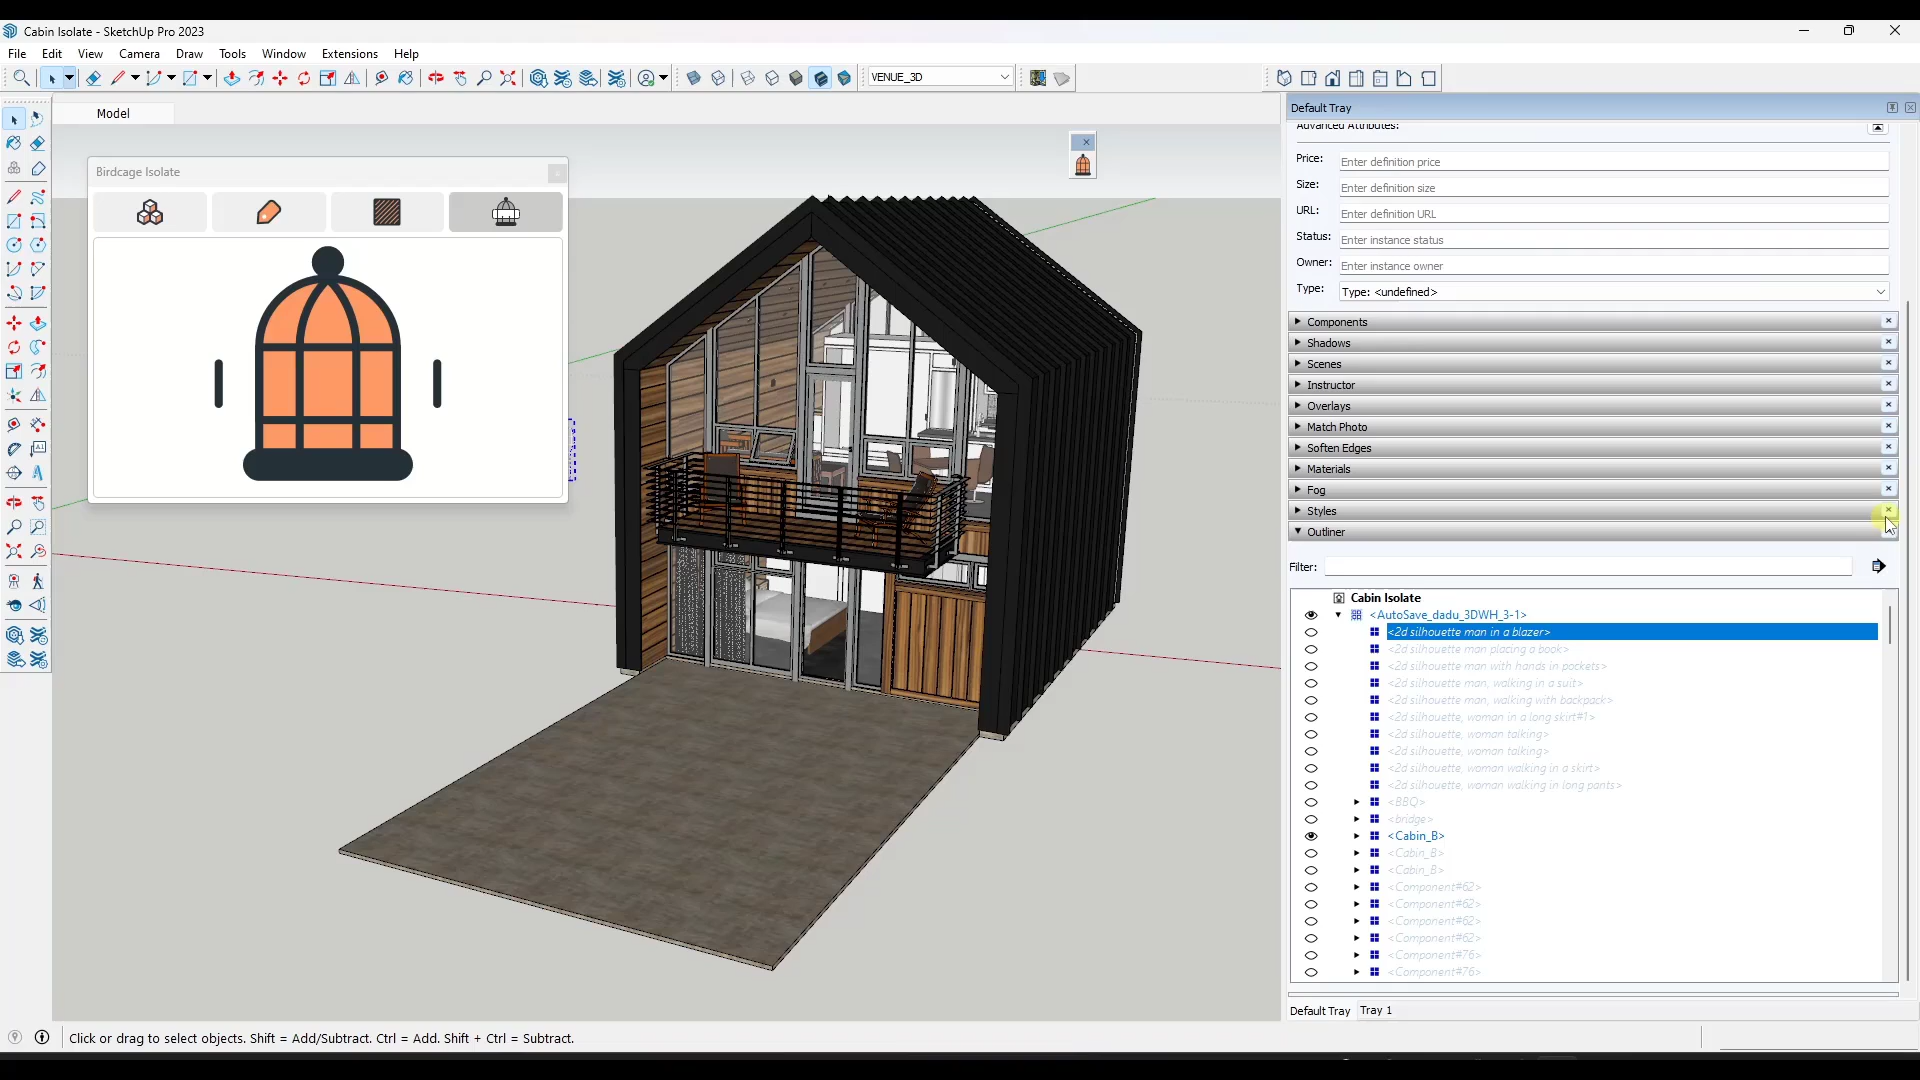 Cabin Isolate - SketchUp Pro 2023
File Edit View Camera Draw Tools Window Extensions Help
VENUE_3D
Model
Birdcage Isolate
Default Tray
Advanced Attributes:
Price: Enter definition price
Size: Enter definition size
URL: Enter definition URL
Status: Enter instance status
Owner: Enter instance owner
Type: Type: <undefined>
Components
Shadows
Scenes
Instructor
Overlays
Match Photo
Soften Edges
Materials
Fog
Styles
Outliner
Filter:
Cabin Isolate
<AutoSave_dadu_3DWH_3-1>
<2d silhouette man in a blazer>
<2d silhouette man placing a book>
<2d silhouette man with hands in pockets>
<2d silhouette man, walking in a suit>
<2d silhouette man, walking with backpack>
<2d silhouette, woman in a long skirt#1>
<2d silhouette, woman talking>
<2d silhouette, woman talking>
<2d silhouette, woman walking in a skirt>
<2d silhouette, woman walking in long pants>
<BBQ>
<bridge>
<Cabin_B>
<Cabin_B>
<Cabin_B>
<Component#62>
<Component#62>
<Component#62>
<Component#62>
<Component#76>
<Component#76>
Default Tray Tray 1
Click or drag to select objects. Shift = Add/Subtract. Ctrl = Add. Shift + Ctrl = Subtract.